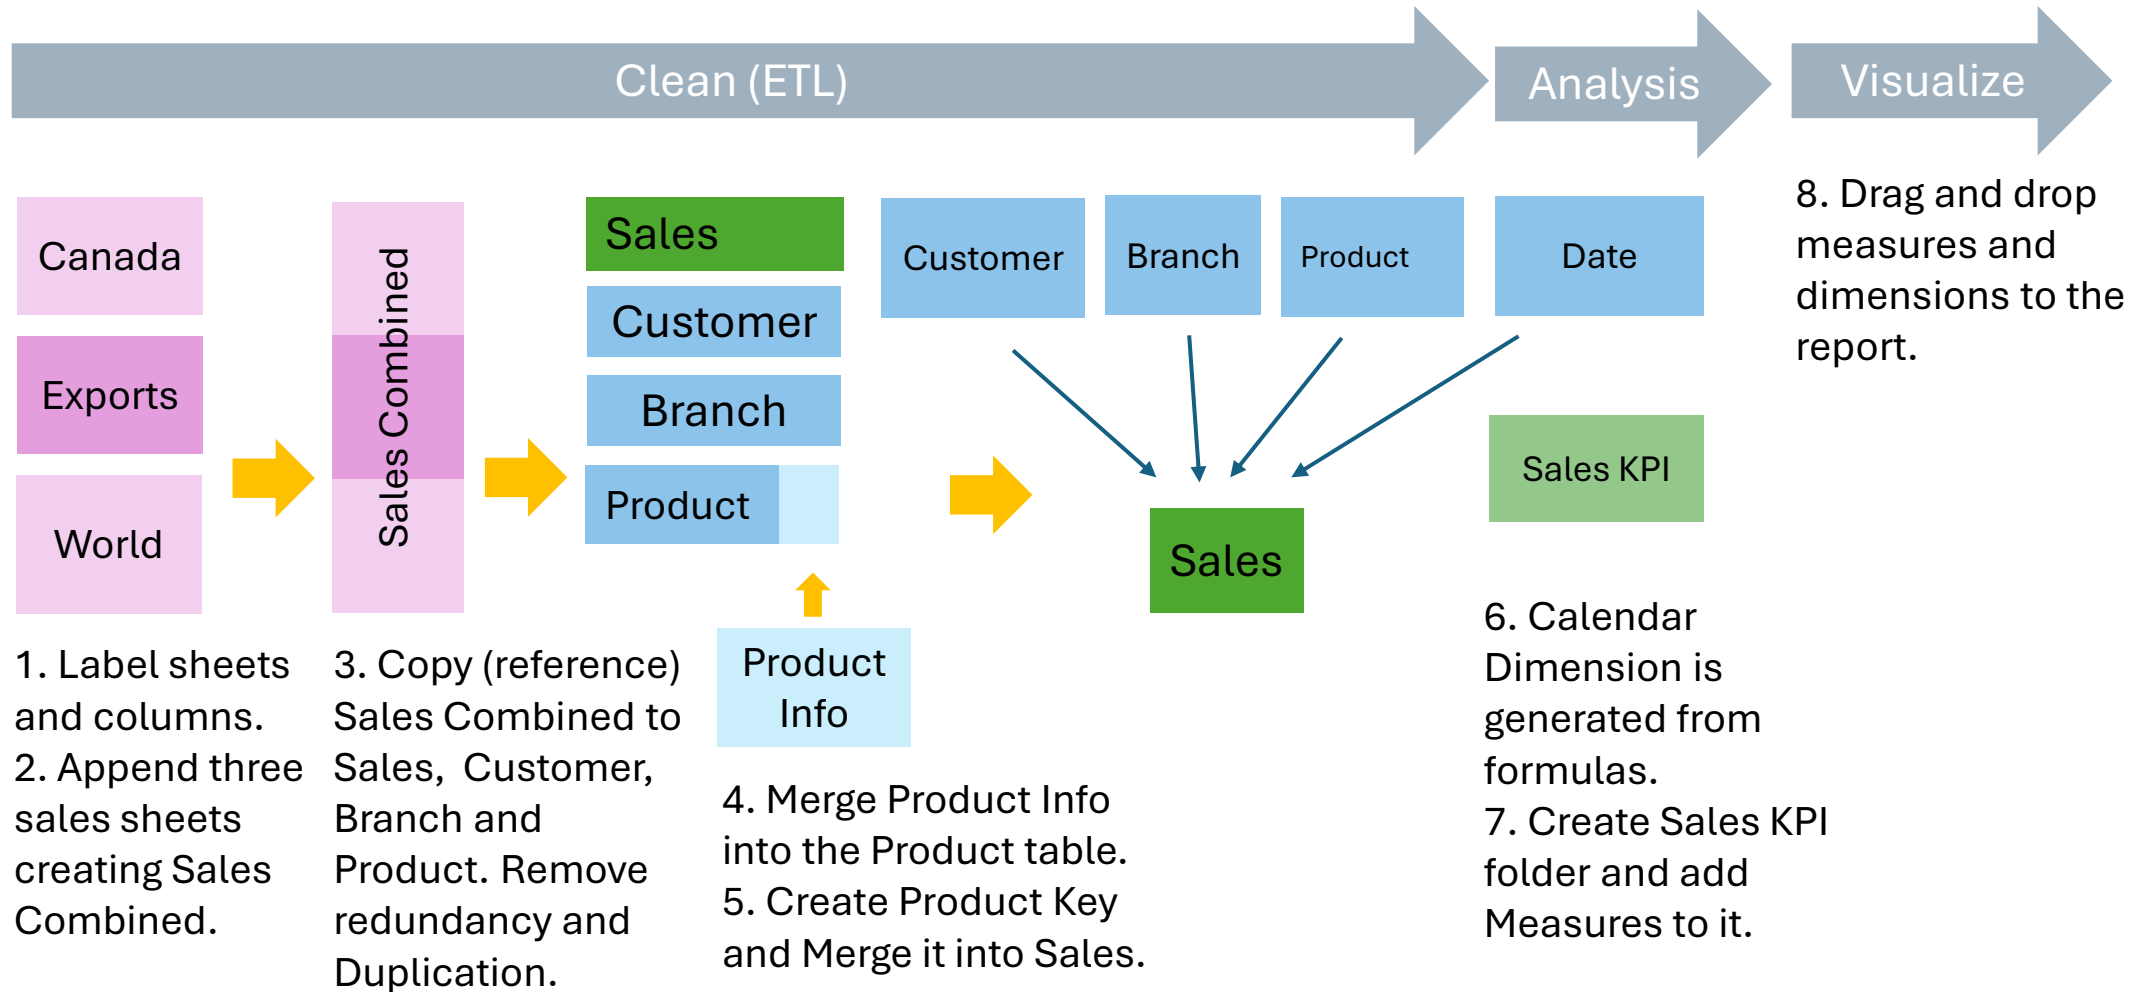 Clean (ETL)
Analysis
Visualize
Canada
Exports
World
Sales Combined
Sales
Customer
Branch
Product
Product
Info
Customer
Branch
Product
Date
Sales
Sales KPI
1. Label sheets
and columns.
2. Append three
sales sheets
creating Sales
Combined.
3. Copy (reference)
Sales Combined to
Sales,  Customer,
Branch and
Product. Remove
redundancy and
Duplication.
4. Merge Product Info
into the Product table.
5. Create Product Key
and Merge it into Sales.
6. Calendar
Dimension is
generated from
formulas.
7. Create Sales KPI
folder and add
Measures to it.
8. Drag and drop
measures and
dimensions to the
report.